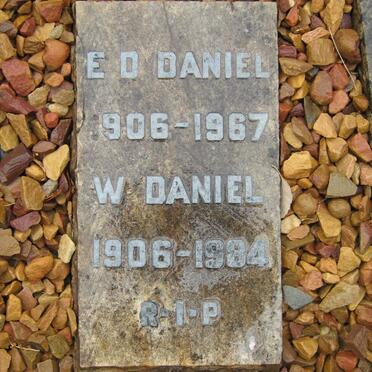 E D DANIEL
906-1967
W DANIEL
1906-1984
R-I-P